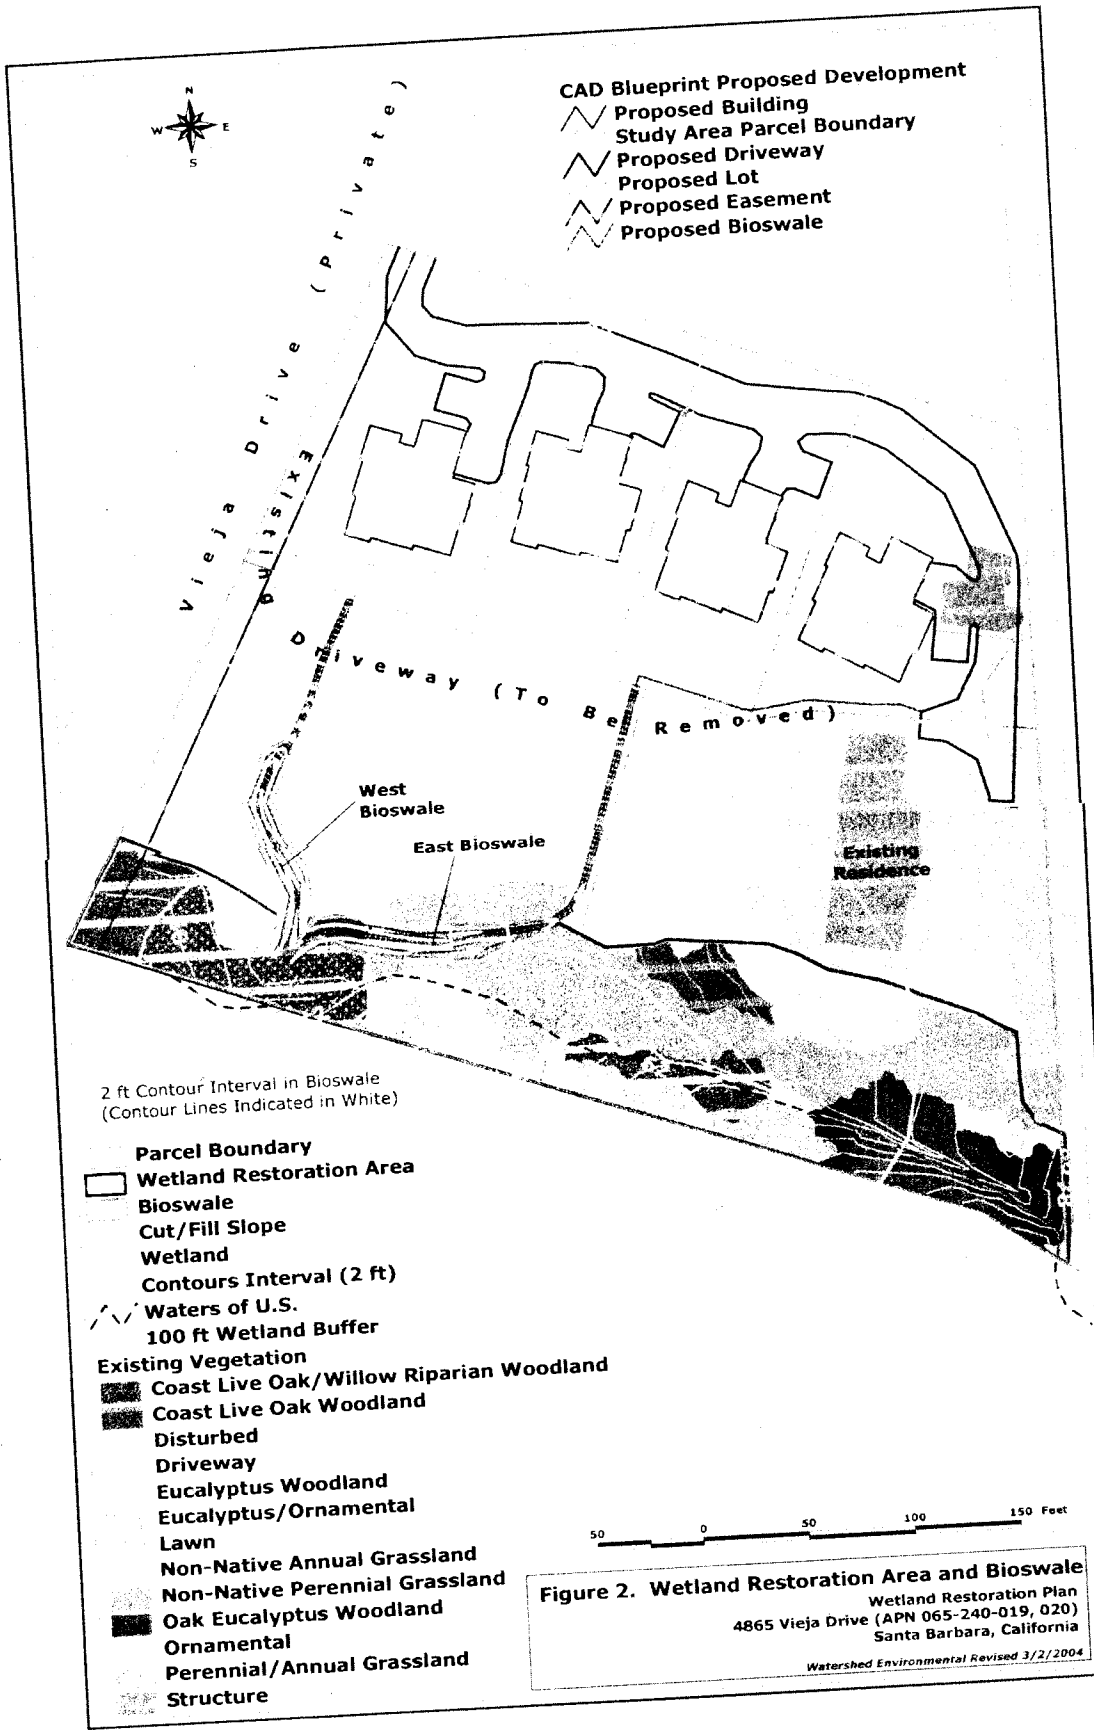 N
W E
S
CAD Blueprint Proposed Development
Proposed Building
Study Area Parcel Boundary
Proposed Driveway
Proposed Lot
Proposed Easement
Proposed Bioswale
Vieja Drive (Private)
Existing
Driveway (To Be Removed)
West
Bioswale
East Bioswale
Existing
Residence
2 ft Contour Interval in Bioswale
(Contour Lines Indicated in White)
Parcel Boundary
Wetland Restoration Area
Bioswale
Cut/Fill Slope
Wetland
Contours Interval (2 ft)
Waters of U.S.
100 ft Wetland Buffer
Existing Vegetation
Coast Live Oak/Willow Riparian Woodland
Coast Live Oak Woodland
Disturbed
Driveway
Eucalyptus Woodland
Eucalyptus/Ornamental
Lawn
Non-Native Annual Grassland
Non-Native Perennial Grassland
Oak Eucalyptus Woodland
Ornamental
Perennial/Annual Grassland
Structure
50 0 50 100 150 Feet
Figure 2. Wetland Restoration Area and Bioswale
Wetland Restoration Plan
4865 Vieja Drive (APN 065-240-019, 020)
Santa Barbara, California
Watershed Environmental Revised 3/2/2004